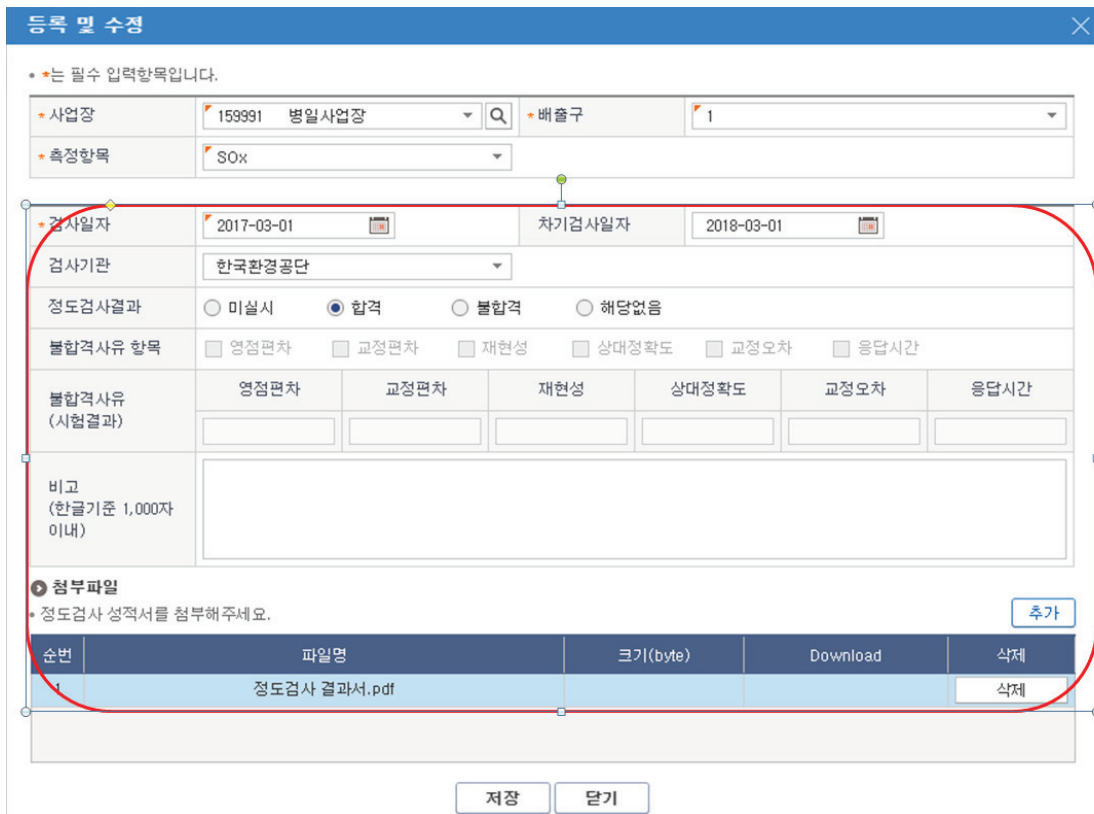 등록 및 수정
• *는 필수 입력항목입니다.
* 사업장 159991 병일사업장 * 배출구 1
* 측정항목 SOx
* 검사일자 2017-03-01 차기검사일자 2018-03-01
검사기관 한국환경공단
정도검사결과 미실시 합격 불합격 해당없음
불합격사유 항목 영점편차 교정편차 재현성 상대정확도 교정오차 응답시간
불합격사유
(시험결과)
영점편차 교정편차 재현성 상대정확도 교정오차 응답시간
비고
(한글기준 1,000자
이내)
첨부파일
• 정도검사 성적서를 첨부해주세요. 추가
순번 파일명 크기(byte) Download 삭제
1 정도검사 결과서.pdf 삭제
저장 닫기